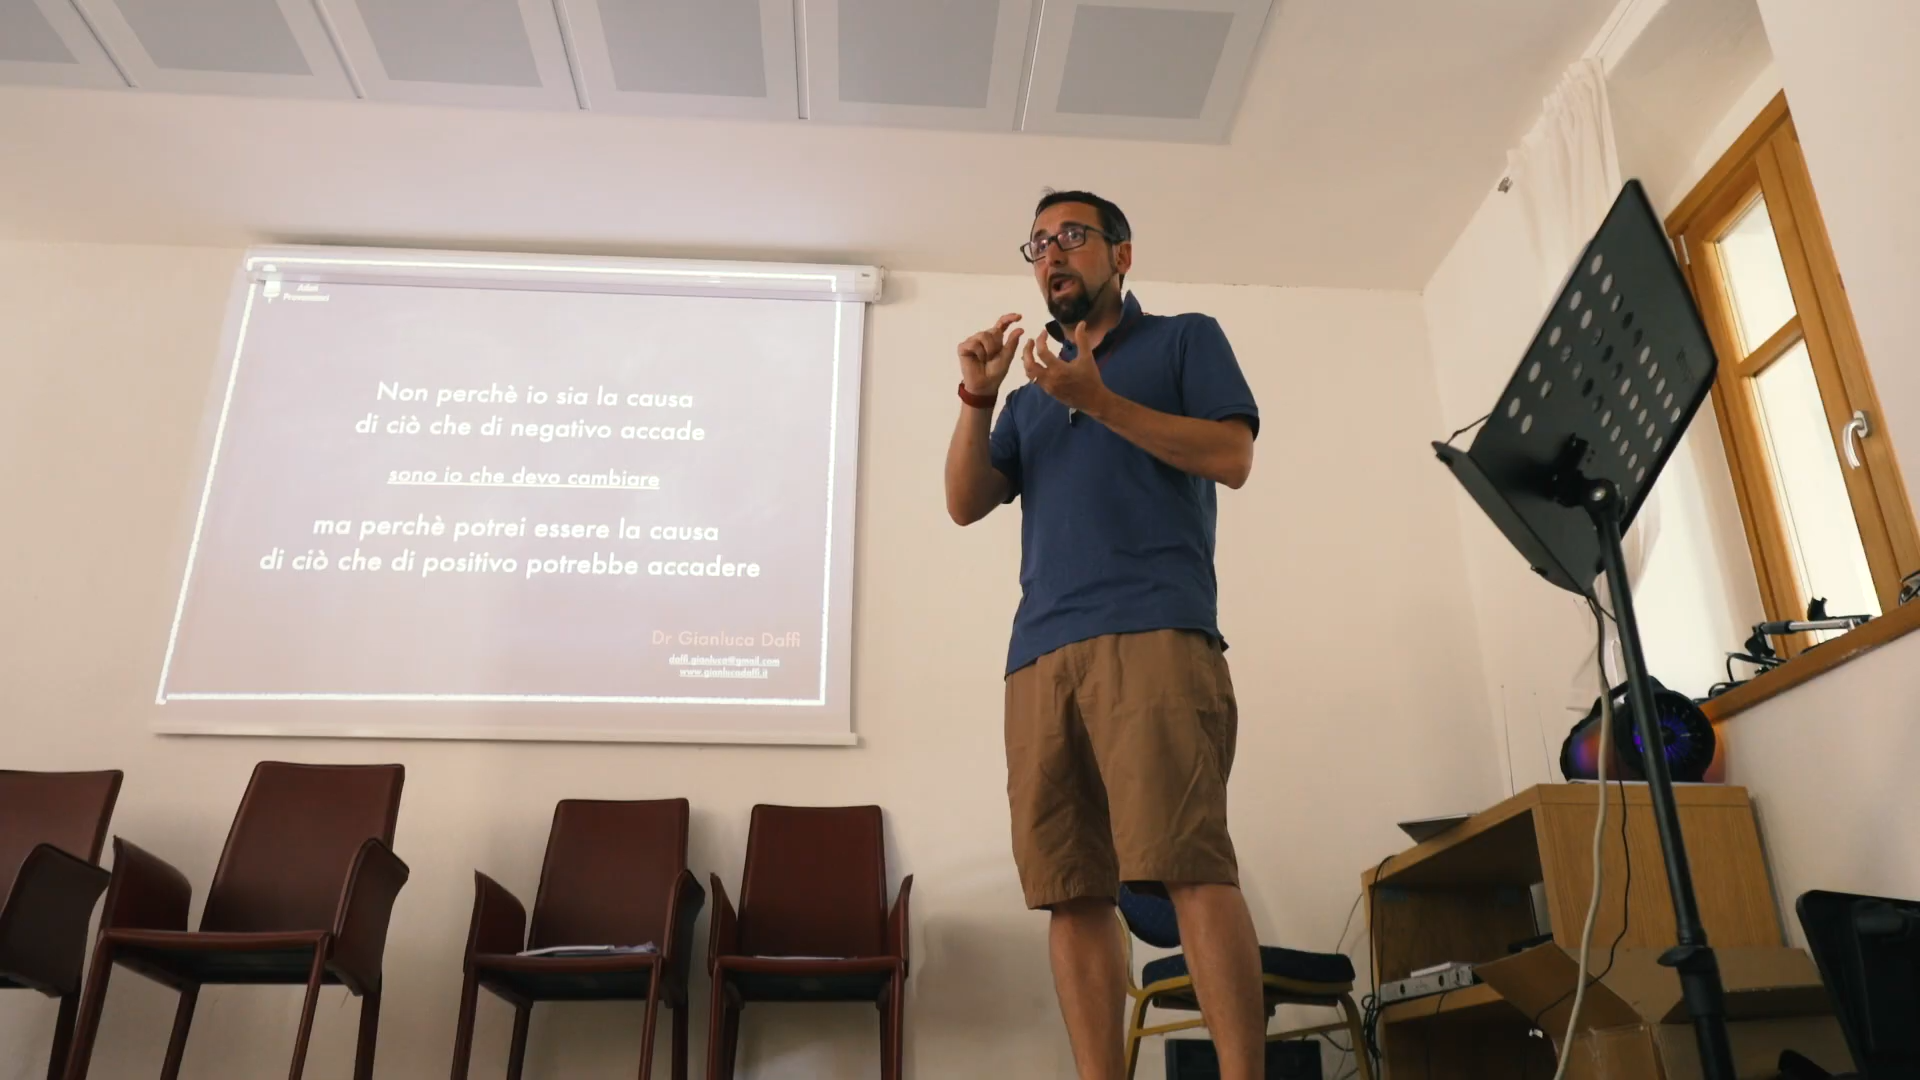 Non perchè io sia la causa
di ciò che di negativo accade
sono io che devo cambiare
ma perchè potrei essere la causa
di ciò che di positivo potrebbe accadere
Dr Gianluca Daffi
daffi.gianluca@gmail.com
www.gianlucadaffi.it